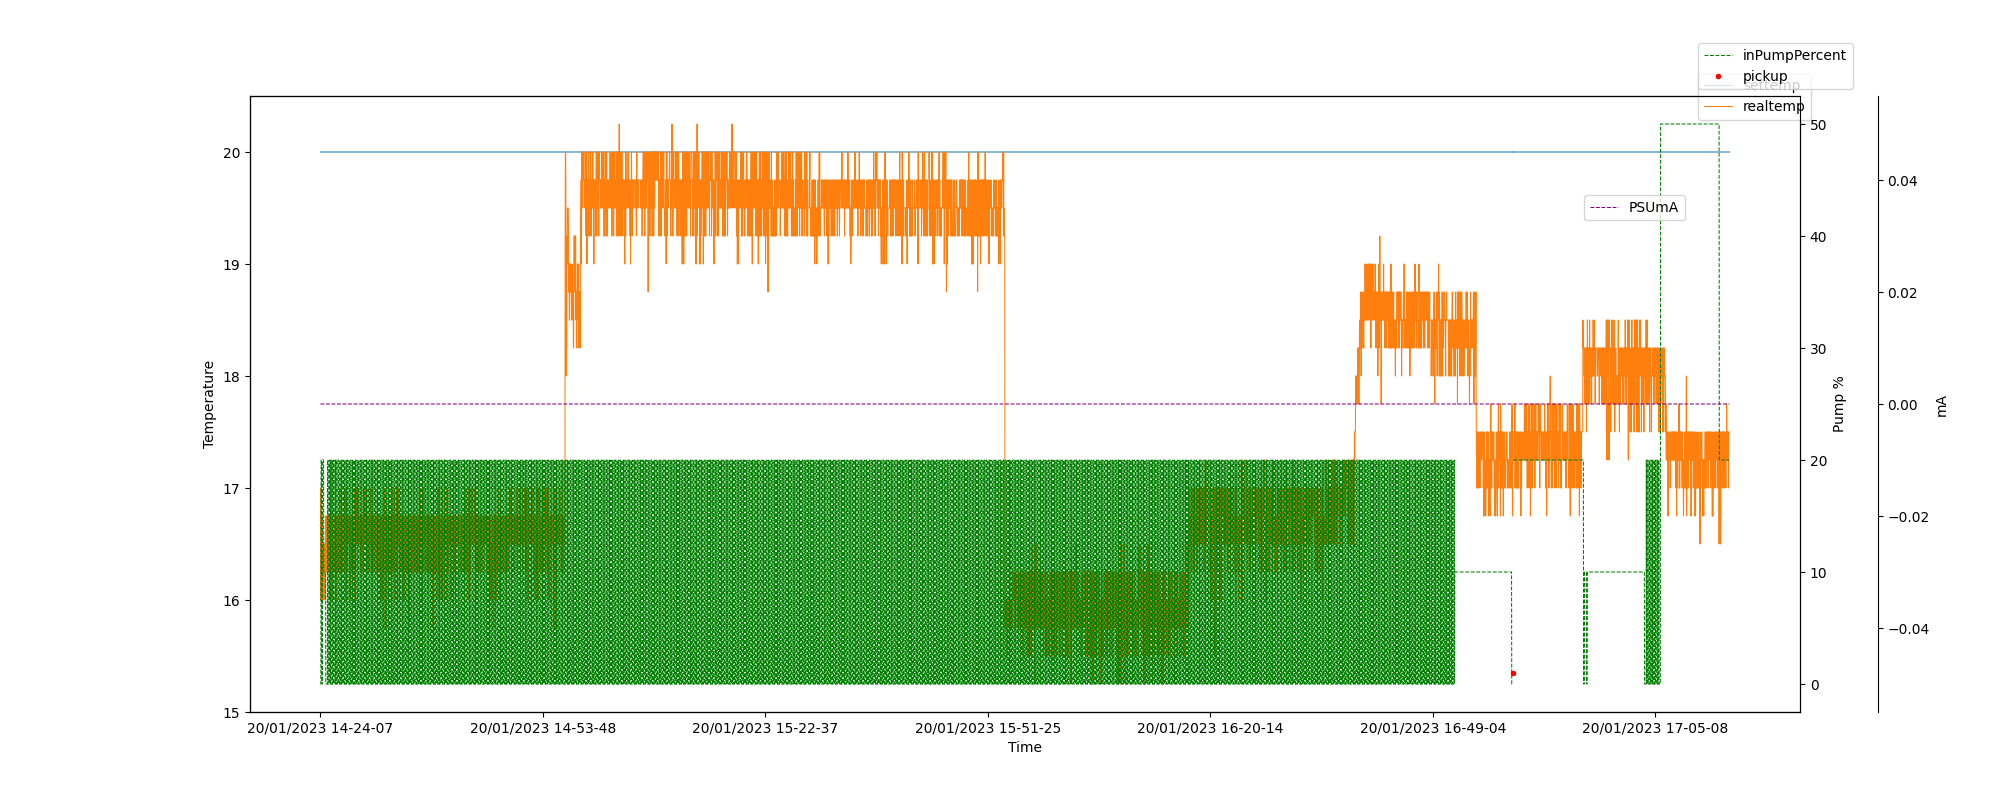 inPumpPercent
pickup
settemp
realtemp
PSUmA
20
19
18
17
16
15
Temperature
50
40
30
20
10
0
Pump %
0.04
0.02
0.00
−0.02
−0.04
mA
20/01/2023 14-24-07
20/01/2023 14-53-48
20/01/2023 15-22-37
20/01/2023 15-51-25
20/01/2023 16-20-14
20/01/2023 16-49-04
20/01/2023 17-05-08
Time